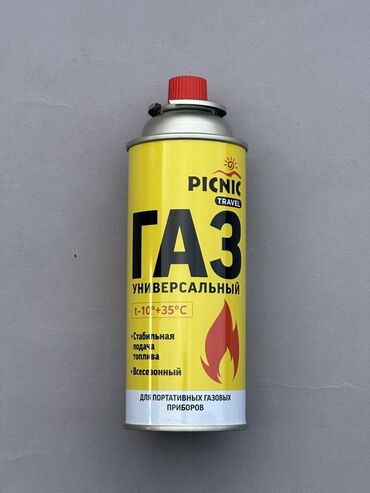 PICNIC
TRAVEL
ГАЗ
УНИВЕРСАЛЬНЫЙ
t-10°+35°C
•Стабильная
подача
топлива
•Всесезонный
ДЛЯ ПОРТАТИВНЫХ ГАЗОВЫХ
ПРИБОРОВ